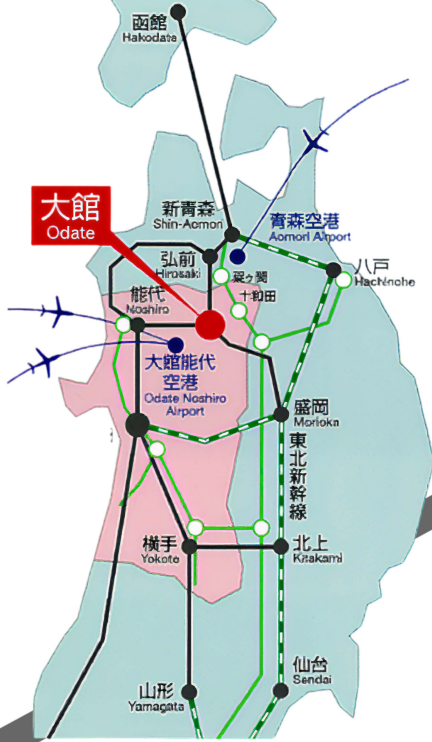 函館
Hakodate
大館
Odate
新青森
Shin-Aomori
青森空港
Aomori Airport
弘前
Hirosaki
八戸
Hachinohe
十和田
能代
Noshiro
大館能代
空港
Odate Noshiro
Airport
盛岡
Morioka
東北新幹線
横手
Yokote
北上
Kitakami
山形
Yamagata
仙台
Sendai